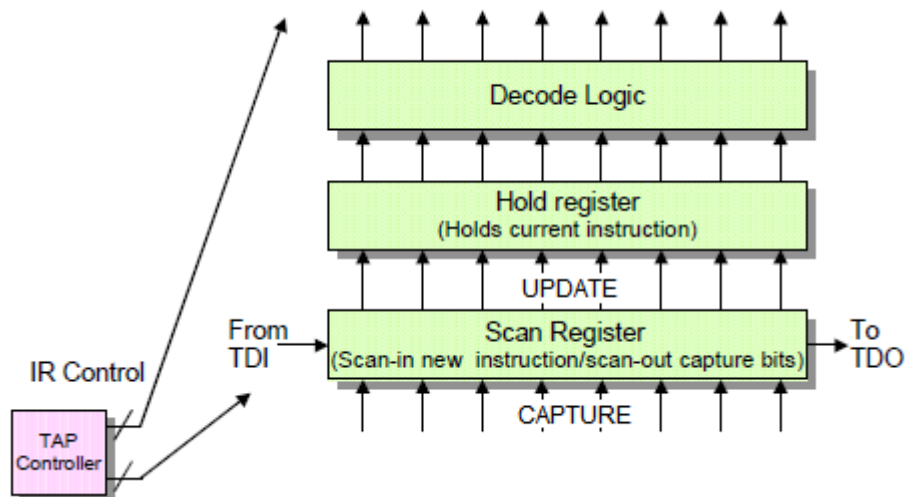 Decode Logic
Hold register
(Holds current instruction)
UPDATE
From
TDI
Scan Register
(Scan-in new instruction/scan-out capture bits)
To
TDO
IR Control
CAPTURE
TAP
Controller